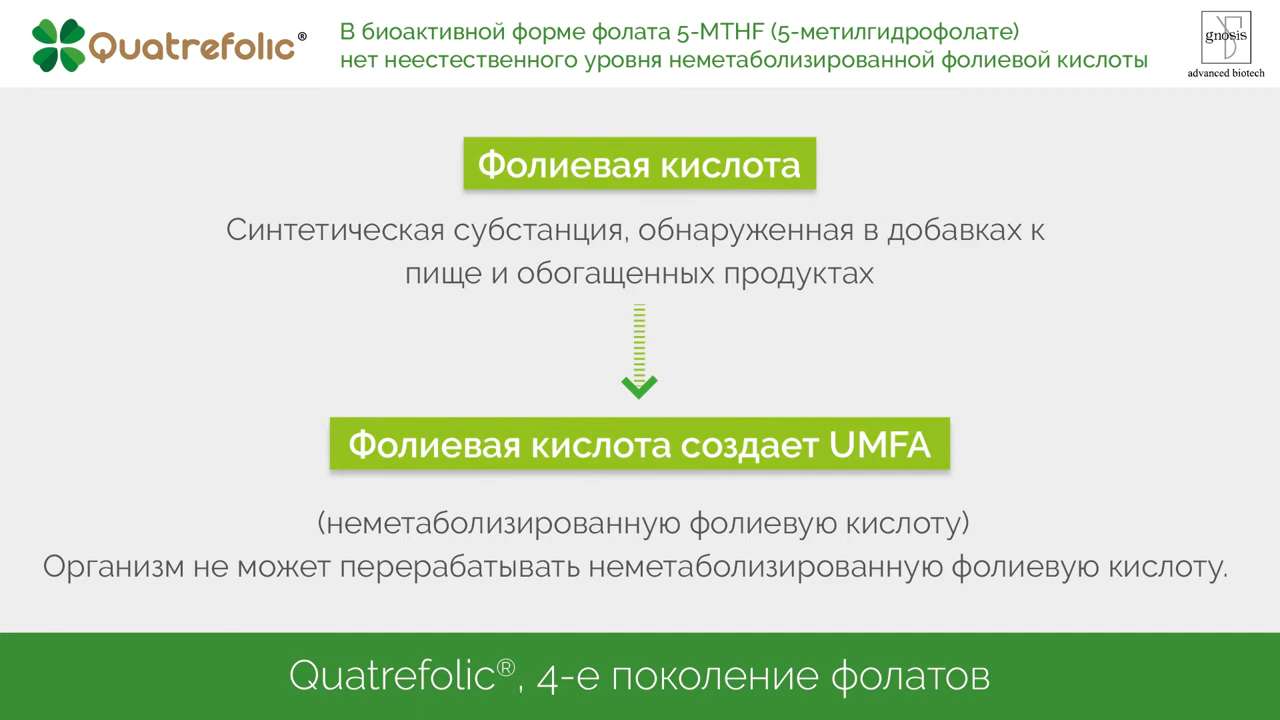 Quatrefolic®
В биоактивной форме фолата 5-MTHF (5-метилгидрофолате)
нет неестественного уровня неметаболизированной фолиевой кислоты
gnosis
advanced biotech
Фолиевая кислота
Синтетическая субстанция, обнаруженная в добавках к
пище и обогащенных продуктах
Фолиевая кислота создает UMFA
(неметаболизированную фолиевую кислоту)
Организм не может перерабатывать неметаболизированную фолиевую кислоту.
Quatrefolic®, 4-е поколение фолатов